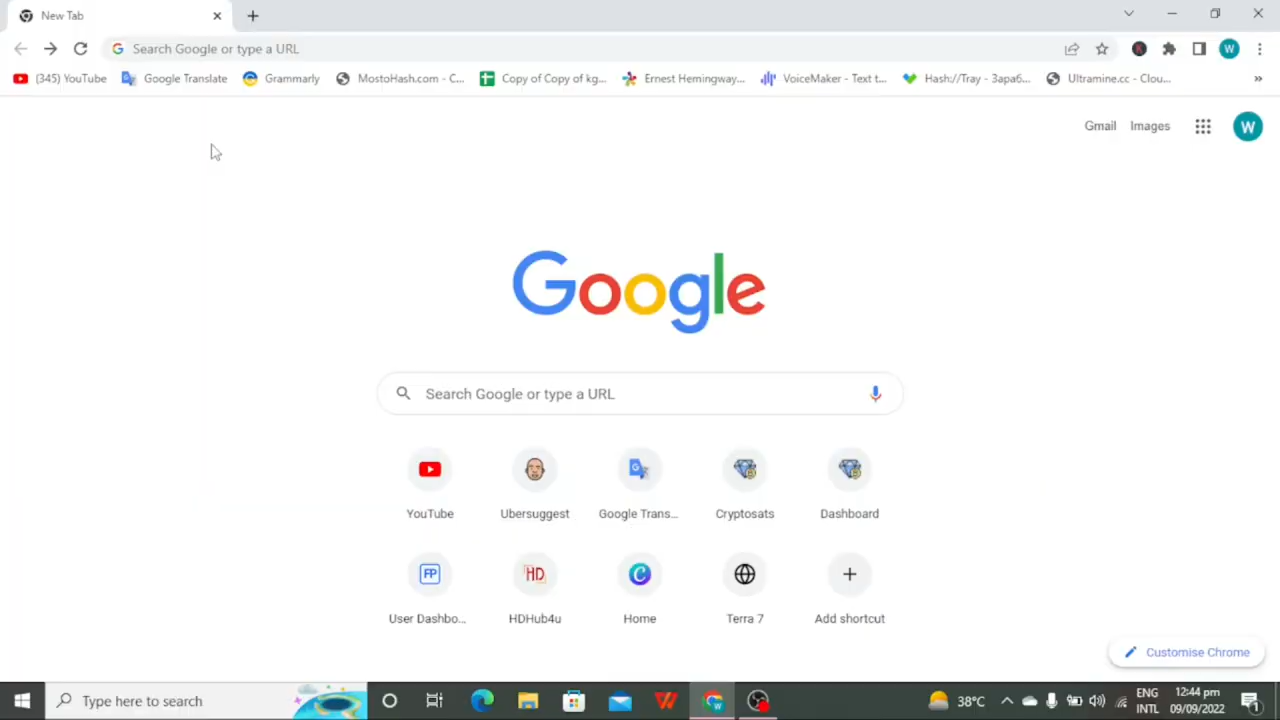 New Tab
Search Google or type a URL
(345) YouTube
Google Translate
Grammarly
MostoHash.com - C...
Copy of Copy of kg...
Ernest Hemingway...
VoiceMaker - Text t...
Hash://Tray - Зараб...
Ultramine.cc - Clou...
»
Gmail
Images
W
Google
Search Google or type a URL
YouTube
Ubersuggest
Google Trans...
Cryptosats
Dashboard
FP
HD
User Dashbo...
HDHub4u
Home
Terra 7
Add shortcut
Customise Chrome
Type here to search
38°C
ENG
INTL
12:44 pm
09/09/2022
1